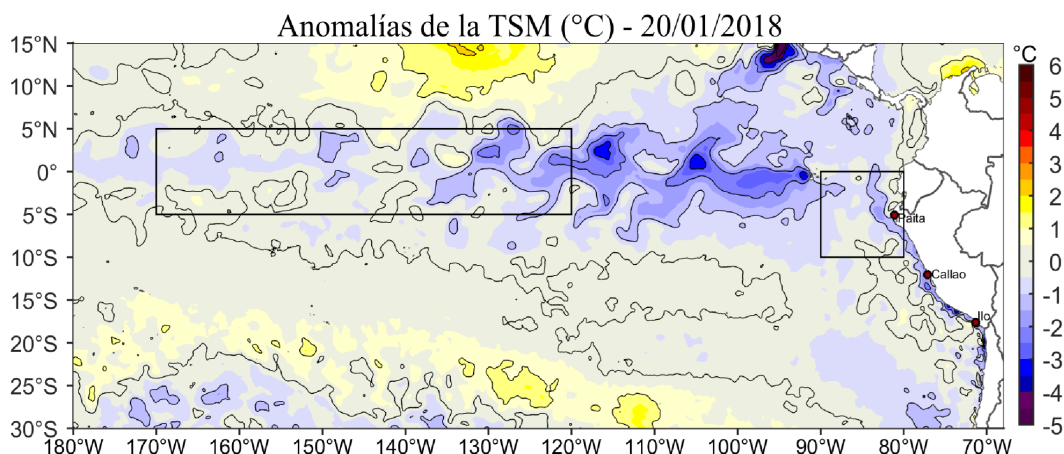 Anomalías de la TSM (°C) - 20/01/2018
°C
15°N
10°N
5°N
0°
5°S
10°S
15°S
20°S
25°S
30°S
180°W
170°W
160°W
150°W
140°W
130°W
120°W
110°W
100°W
90°W
80°W
70°W
Paita
Callao
Ilo
6
5
4
3
2
1
0
-1
-2
-3
-4
-5